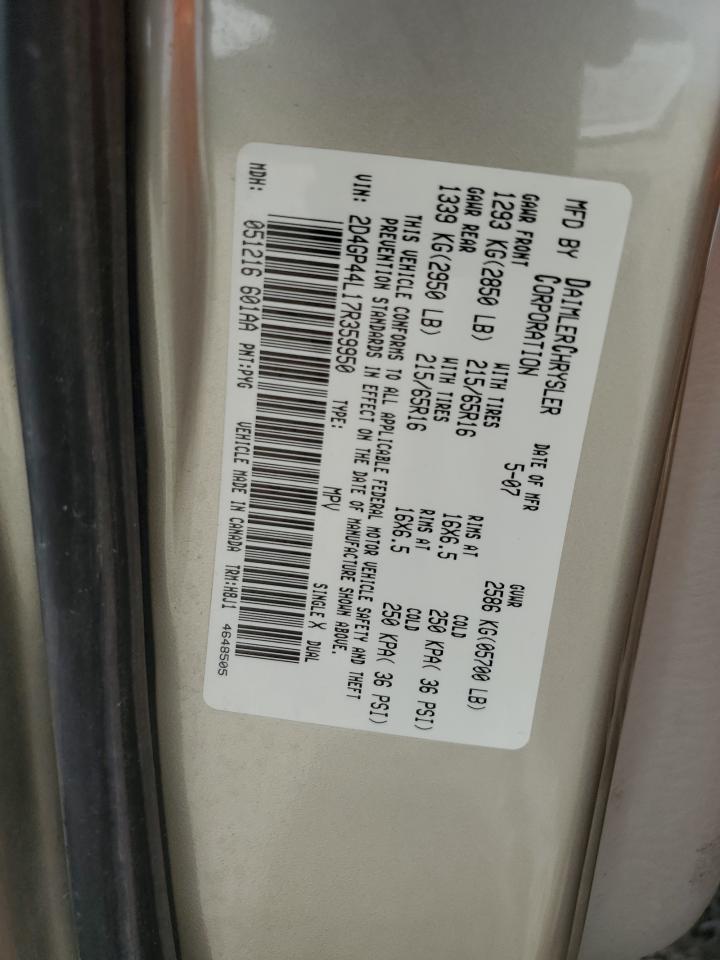 MFD BY DAIMLERCHRYSLER CORPORATION
DATE OF MFR 5-07
GVWR 2586 KG(05700 LB)
GAWR FRONT WITH TIRES RIMS AT COLD
1293 KG(2850 LB) 215/65R16 16X6.5 250 KPA( 36 PSI)
GAWR REAR WITH TIRES RIMS AT COLD
1339 KG(2950 LB) 215/65R16 16X6.5 250 KPA( 36 PSI)
THIS VEHICLE CONFORMS TO ALL APPLICABLE FEDERAL MOTOR VEHICLE SAFETY AND THEFT
PREVENTION STANDARDS IN EFFECT ON THE DATE OF MANUFACTURE SHOWN ABOVE.
VIN: 2D4GP44L17R359950 TYPE: MPV SINGLE X DUAL
MDH: 051216 601AA PNT:PYG VEHICLE MADE IN CANADA TRM:H8J1 4648505